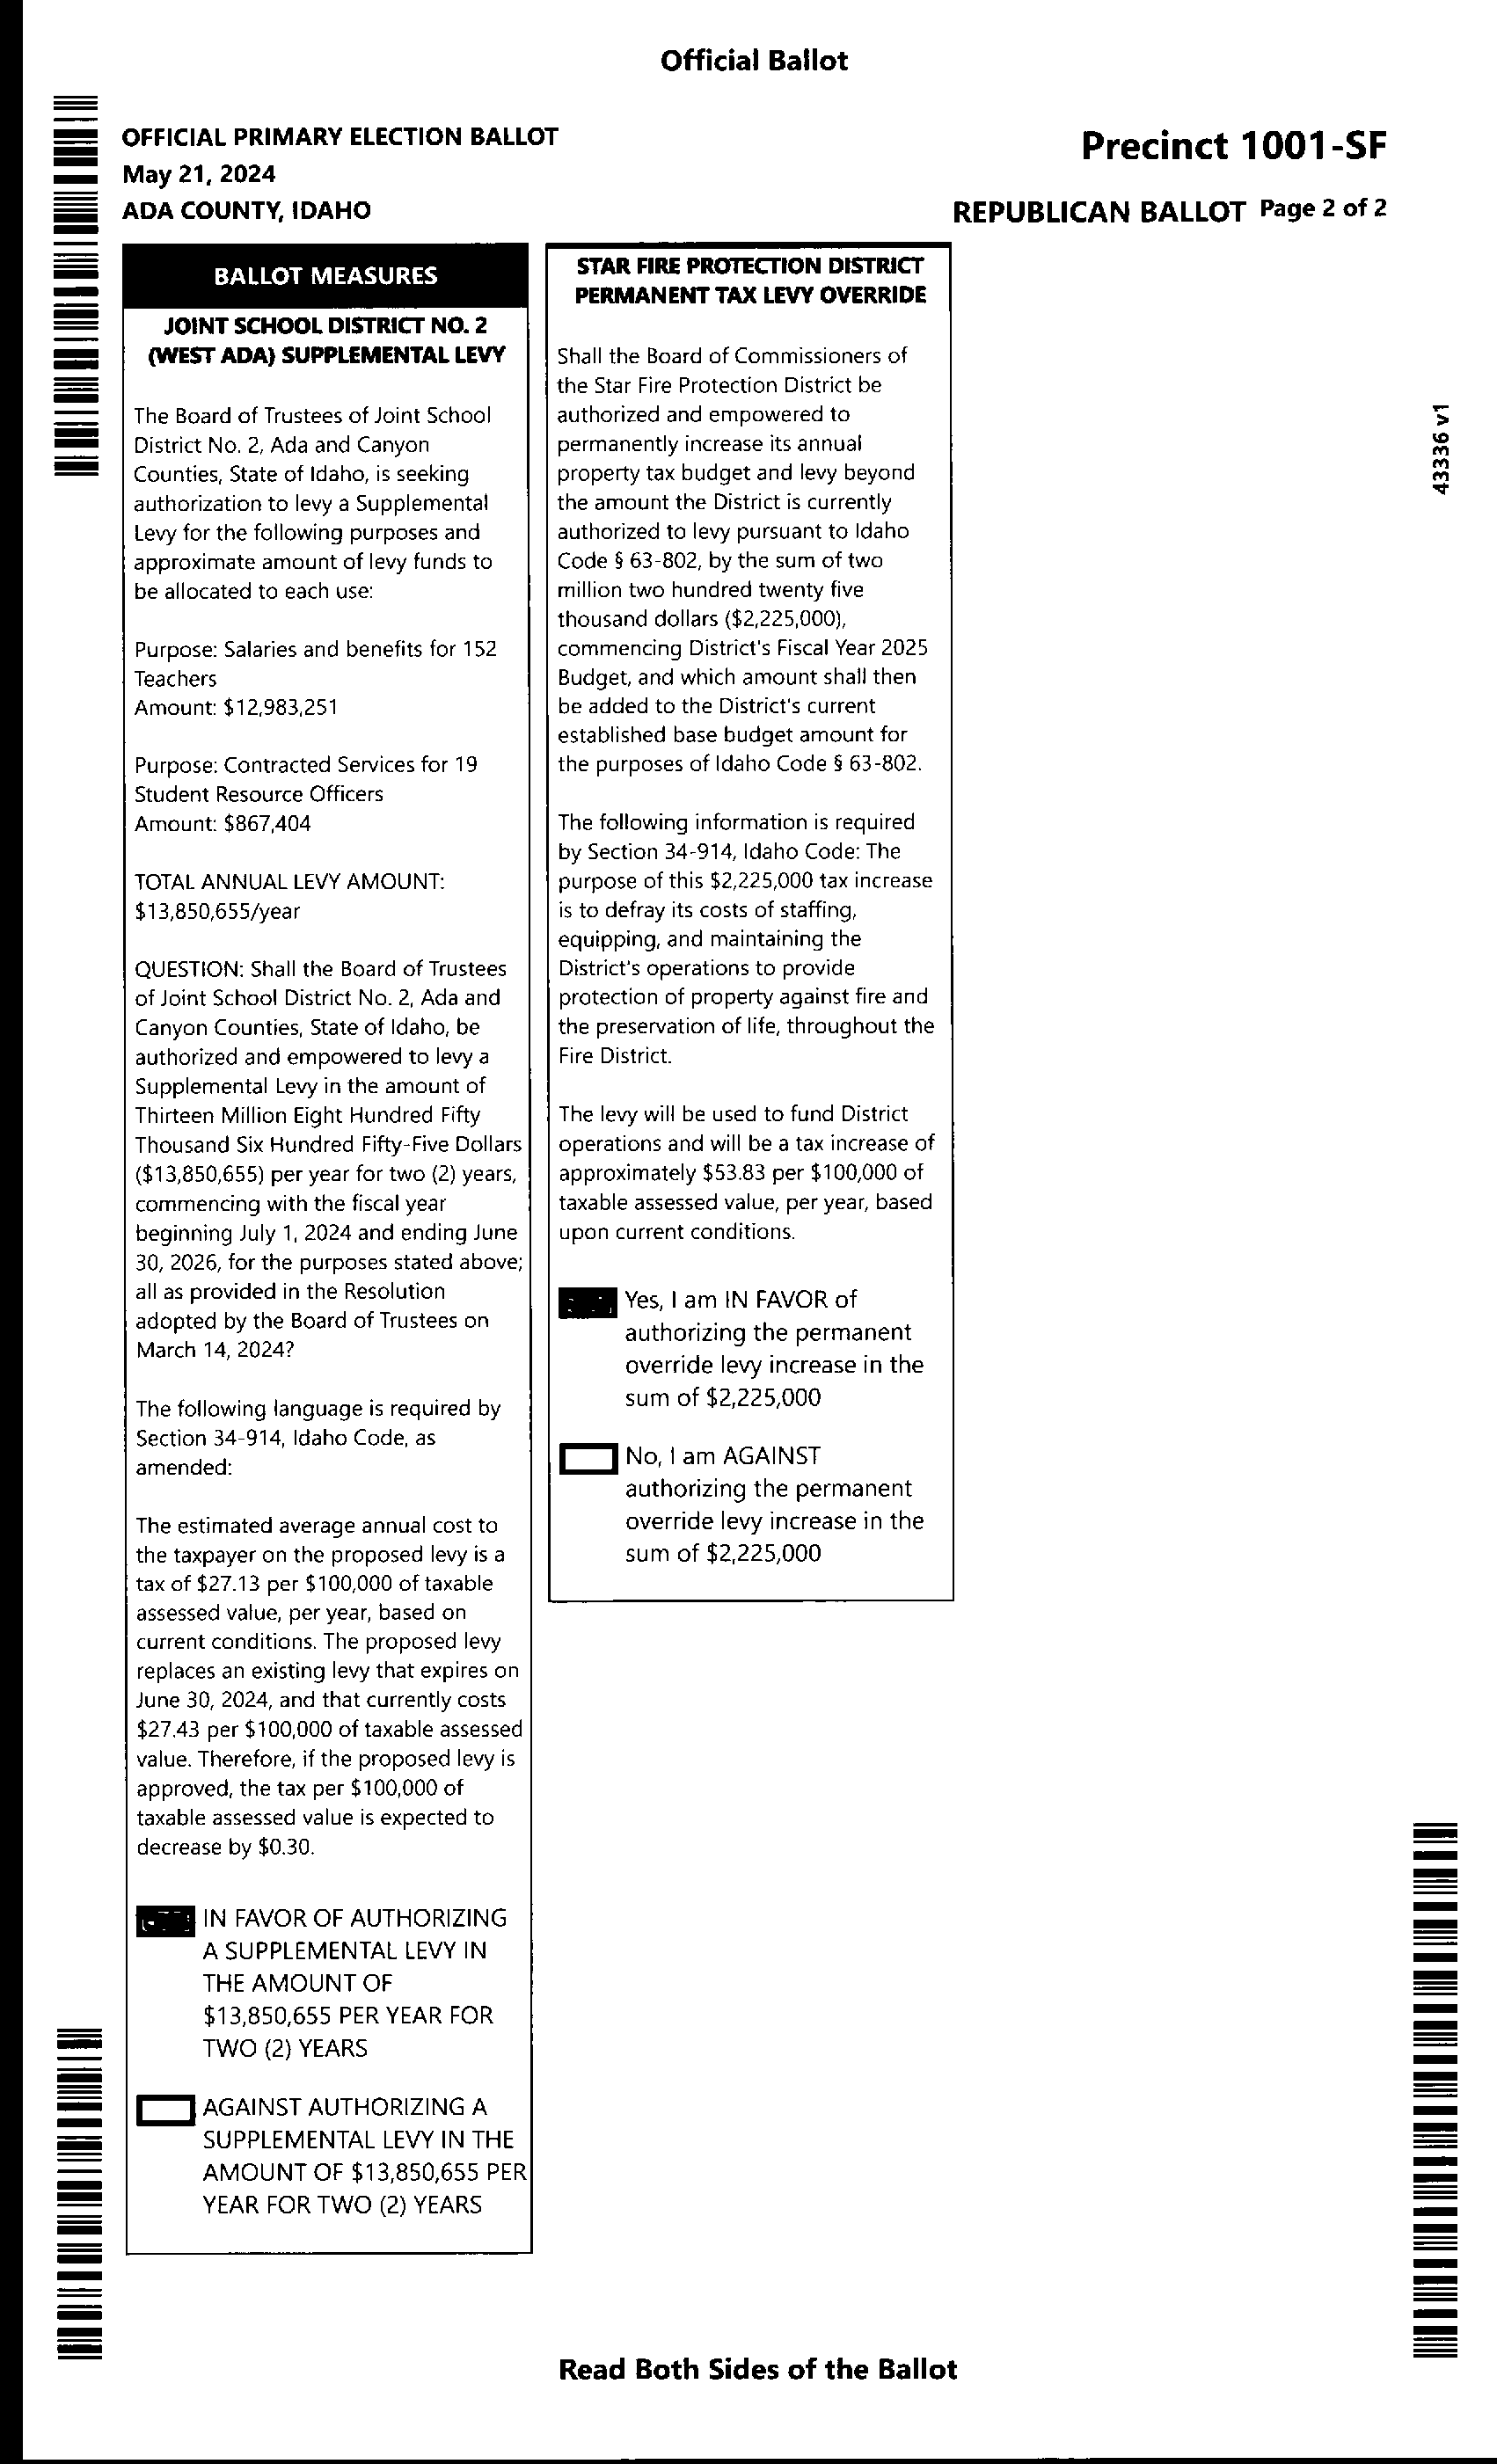 Official Ballot
OFFICIAL PRIMARY ELECTION BALLOT
May 21, 2024
ADA COUNTY, IDAHO
Precinct 1001-SF
REPUBLICAN BALLOT Page 2 of 2
BALLOT MEASURES
JOINT SCHOOL DISTRICT NO. 2
(WEST ADA) SUPPLEMENTAL LEVY
The Board of Trustees of Joint School
District No. 2, Ada and Canyon
Counties, State of Idaho, is seeking
authorization to levy a Supplemental
Levy for the following purposes and
approximate amount of levy funds to
be allocated to each use:
Purpose: Salaries and benefits for 152
Teachers
Amount: $12,983,251
Purpose: Contracted Services for 19
Student Resource Officers
Amount: $867,404
TOTAL ANNUAL LEVY AMOUNT:
$13,850,655/year
QUESTION: Shall the Board of Trustees
of Joint School District No. 2, Ada and
Canyon Counties, State of Idaho, be
authorized and empowered to levy a
Supplemental Levy in the amount of
Thirteen Million Eight Hundred Fifty
Thousand Six Hundred Fifty-Five Dollars
($13,850,655) per year for two (2) years,
commencing with the fiscal year
beginning July 1, 2024 and ending June
30, 2026, for the purposes stated above;
all as provided in the Resolution
adopted by the Board of Trustees on
March 14, 2024?
The following language is required by
Section 34-914, Idaho Code, as
amended:
The estimated average annual cost to
the taxpayer on the proposed levy is a
tax of $27.13 per $100,000 of taxable
assessed value, per year, based on
current conditions. The proposed levy
replaces an existing levy that expires on
June 30, 2024, and that currently costs
$27.43 per $100,000 of taxable assessed
value. Therefore, if the proposed levy is
approved, the tax per $100,000 of
taxable assessed value is expected to
decrease by $0.30.
IN FAVOR OF AUTHORIZING
A SUPPLEMENTAL LEVY IN
THE AMOUNT OF
$13,850,655 PER YEAR FOR
TWO (2) YEARS
AGAINST AUTHORIZING A
SUPPLEMENTAL LEVY IN THE
AMOUNT OF $13,850,655 PER
YEAR FOR TWO (2) YEARS
STAR FIRE PROTECTION DISTRICT
PERMANENT TAX LEVY OVERRIDE
Shall the Board of Commissioners of
the Star Fire Protection District be
authorized and empowered to
permanently increase its annual
property tax budget and levy beyond
the amount the District is currently
authorized to levy pursuant to Idaho
Code § 63-802, by the sum of two
million two hundred twenty five
thousand dollars ($2,225,000),
commencing District's Fiscal Year 2025
Budget, and which amount shall then
be added to the District's current
established base budget amount for
the purposes of Idaho Code § 63-802.
The following information is required
by Section 34-914, Idaho Code: The
purpose of this $2,225,000 tax increase
is to defray its costs of staffing,
equipping, and maintaining the
District's operations to provide
protection of property against fire and
the preservation of life, throughout the
Fire District.
The levy will be used to fund District
operations and will be a tax increase of
approximately $53.83 per $100,000 of
taxable assessed value, per year, based
upon current conditions.
Yes, I am IN FAVOR of
authorizing the permanent
override levy increase in the
sum of $2,225,000
No, I am AGAINST
authorizing the permanent
override levy increase in the
sum of $2,225,000
43336 v1
Read Both Sides of the Ballot